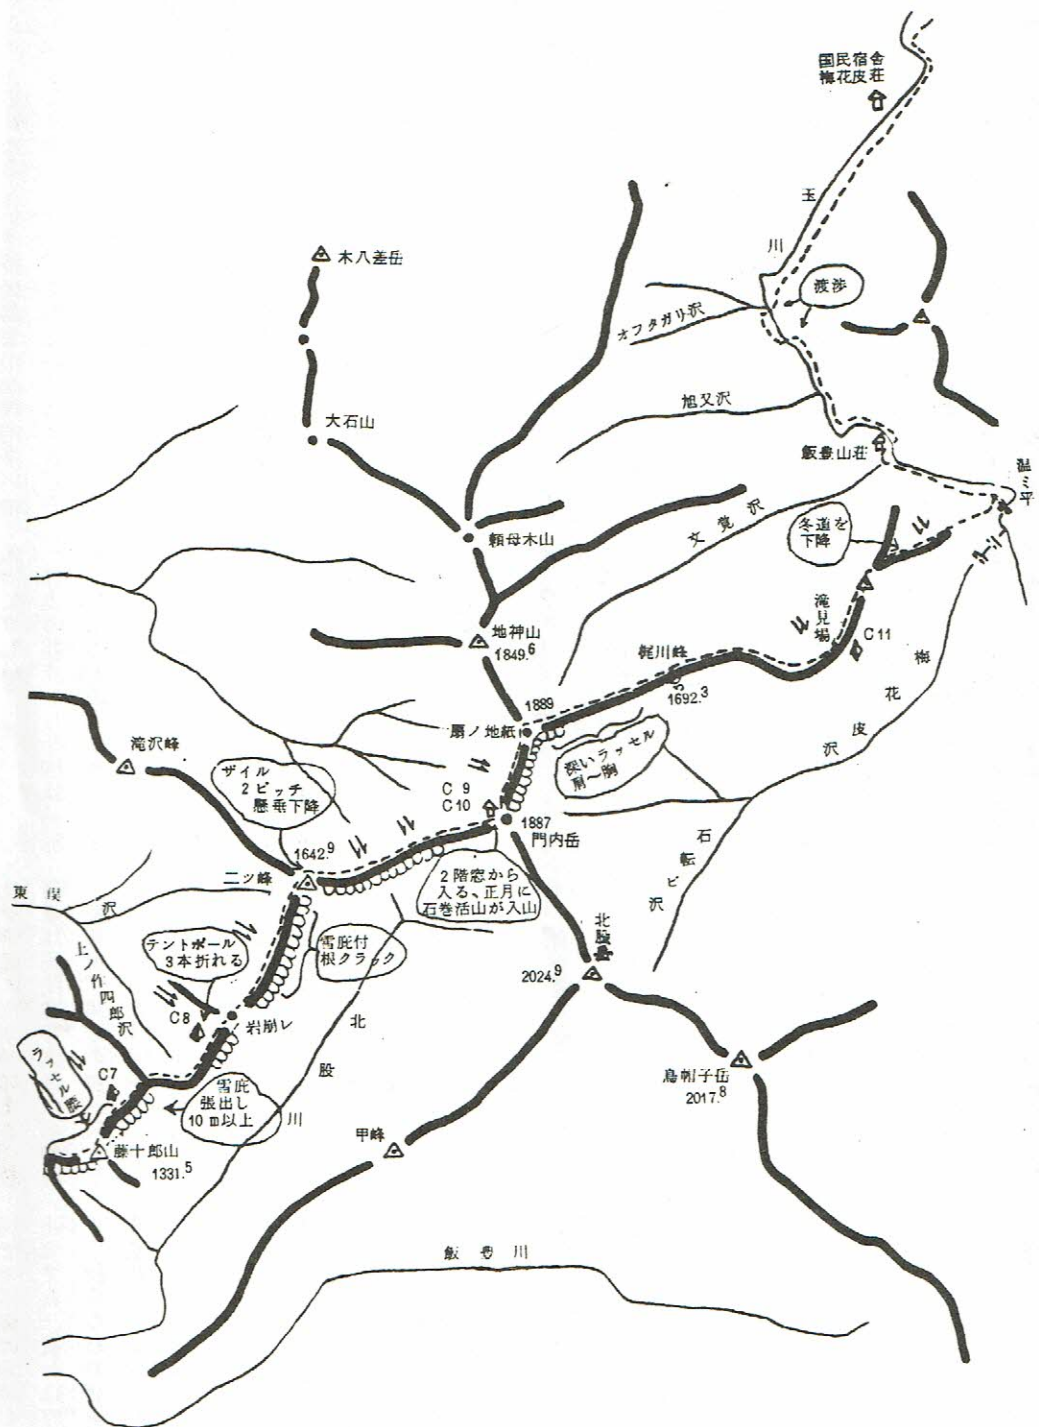 国民宿舎
梅花皮荘
玉
川
木八差岳
渡渉
オフタガリ沢
旭又沢
大石山
飯豊山荘
温ミ平
文覚沢
冬道を
下降
頼母木山
滝見場
地神山
1849.6
C11
梶川峰
1692.3
梅花皮沢
1889
扇ノ地紙
深いラッセル
肩〜胸
滝沢峰
ザイル
2ピッチ
懸垂下降
C 9
C10
1887
門内岳
1642.9
二ツ峰
2階窓から
入る、正月に
石巻活山が入山
石転ビ沢
東俣沢
テントポール
3本折れる
雪庇付
根クラック
北股岳
2024.9
上ノ作四郎沢
C8
岩崩レ
北股川
烏帽子岳
2017.8
ラッセル
C7
雪庇
張出し
10m以上
藤十郎山
1331.5
甲峰
飯豊川